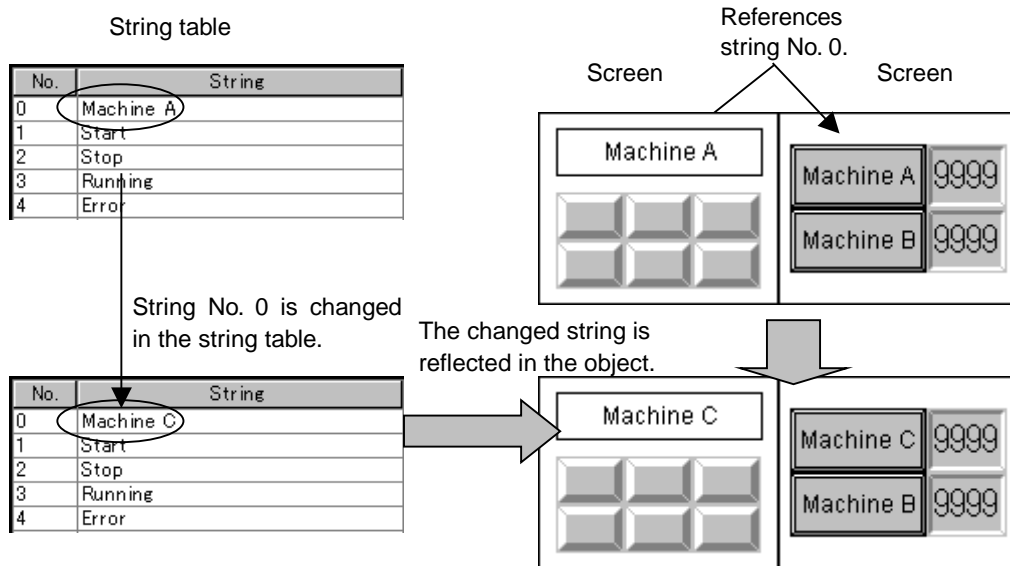 String table
References
string No. 0.
Screen
Screen
No. String
0 Machine A
1 Start
2 Stop
3 Running
4 Error
Machine A
Machine A 9999
Machine B 9999
String No. 0 is changed
in the string table.
The changed string is
reflected in the object.
No. String
0 Machine C
1 Start
2 Stop
3 Running
4 Error
Machine C
Machine C 9999
Machine B 9999